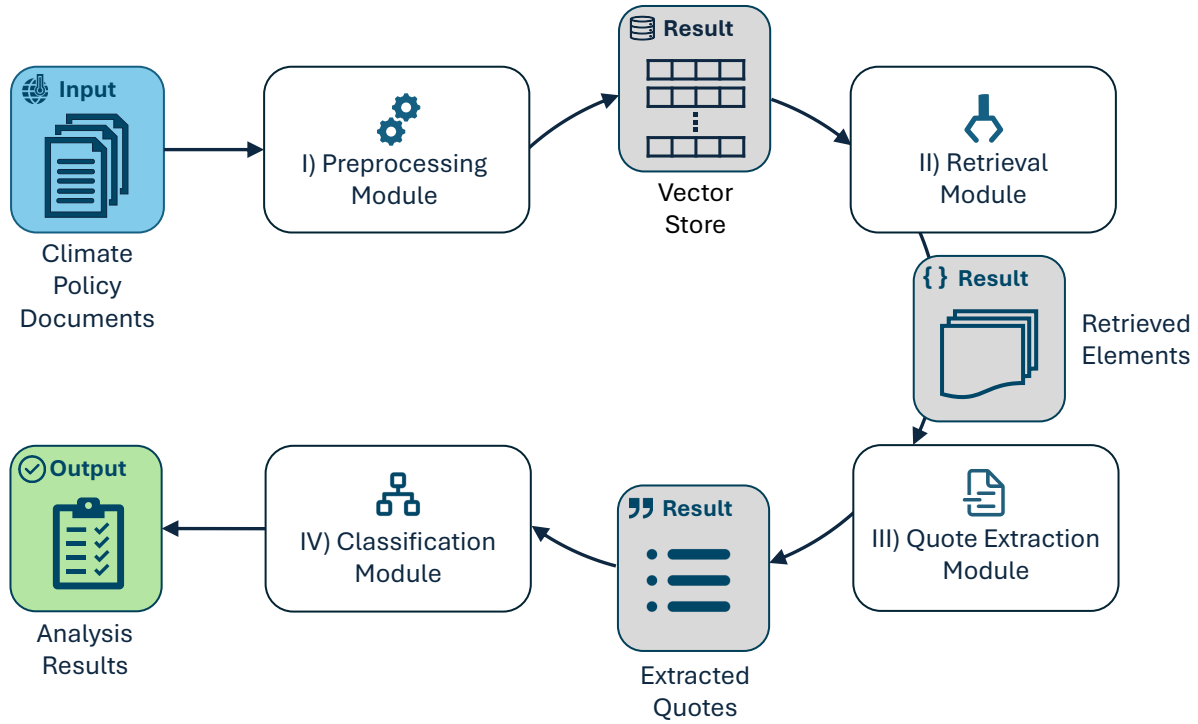 Input
Climate
Policy
Documents
I) Preprocessing
Module
Result
Vector
Store
II) Retrieval
Module
{ } Result
Retrieved
Elements
III) Quote Extraction
Module
Result
Extracted
Quotes
IV) Classification
Module
Output
Analysis
Results